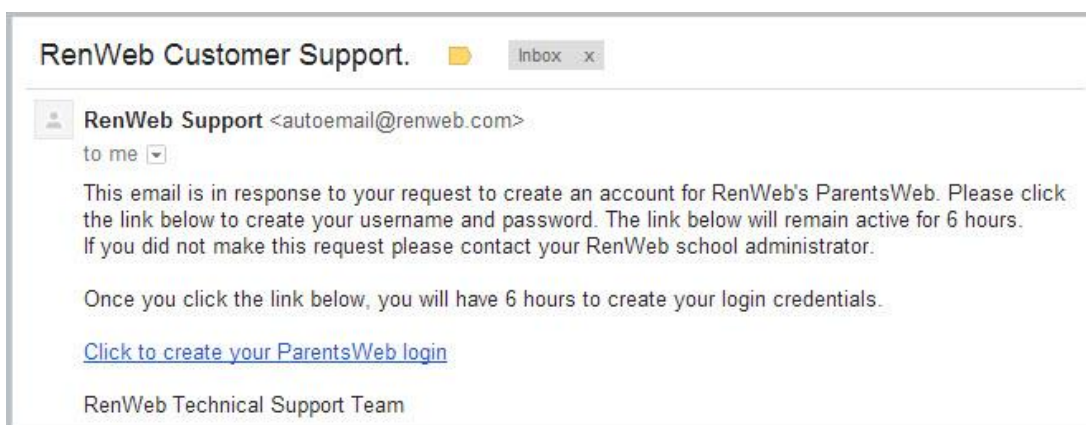 RenWeb Customer Support.
Inbox x
RenWeb Support <autoemail@renweb.com>
to me
This email is in response to your request to create an account for RenWeb's ParentsWeb. Please click
the link below to create your username and password. The link below will remain active for 6 hours.
If you did not make this request please contact your RenWeb school administrator.
Once you click the link below, you will have 6 hours to create your login credentials.
Click to create your ParentsWeb login
RenWeb Technical Support Team